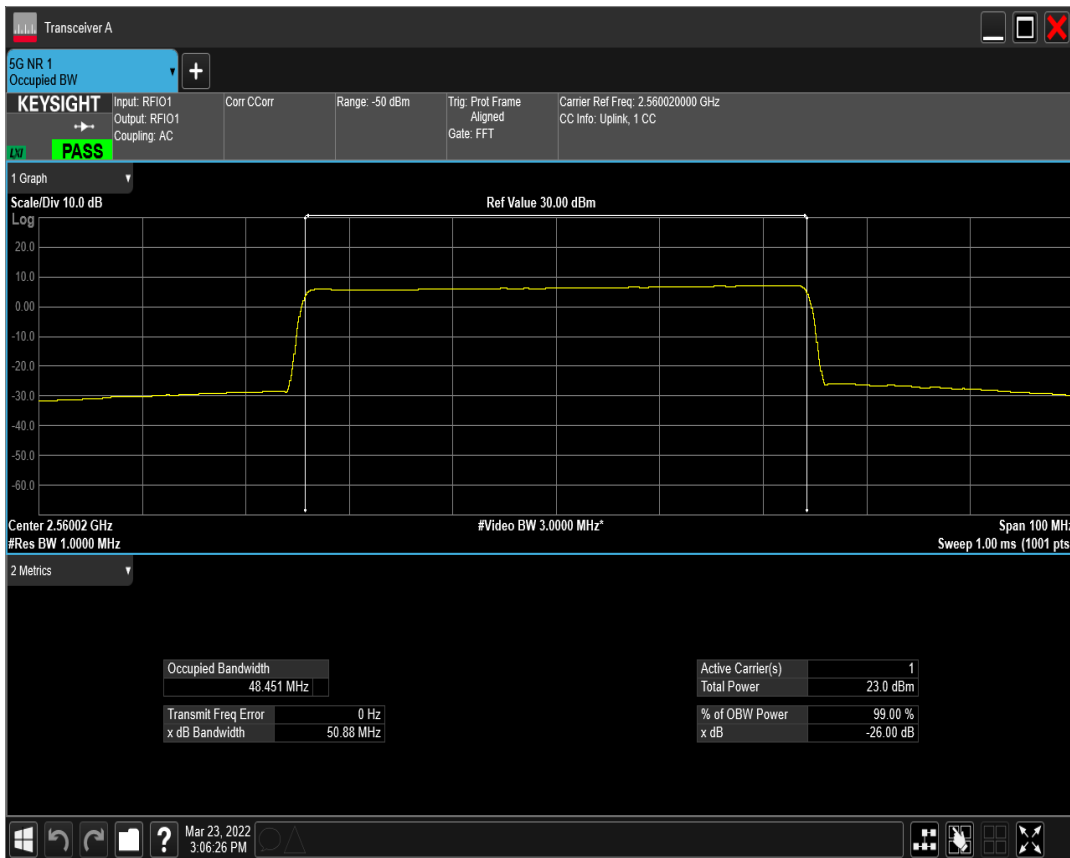 Transceiver A
5G NR 1
Occupied BW
KEYSIGHT
LXI
PASS
Input: RFIO1
Output: RFIO1
Coupling: AC
Corr CCorr
Range: -50 dBm
Trig: Prot Frame
Aligned
Gate: FFT
Carrier Ref Freq: 2.560020000 GHz
CC Info: Uplink, 1 CC
1 Graph
Scale/Div 10.0 dB
Ref Value 30.00 dBm
Log
20.0
10.0
0.00
-10.0
-20.0
-30.0
-40.0
-50.0
-60.0
Center 2.56002 GHz
#Video BW 3.0000 MHz*
Span 100 MHz
#Res BW 1.0000 MHz
Sweep 1.00 ms (1001 pts
2 Metrics
Occupied Bandwidth
48.451 MHz
Transmit Freq Error 0 Hz
x dB Bandwidth 50.88 MHz
Active Carrier(s) 1
Total Power 23.0 dBm
% of OBW Power 99.00 %
x dB -26.00 dB
?
Mar 23, 2022
3:06:26 PM